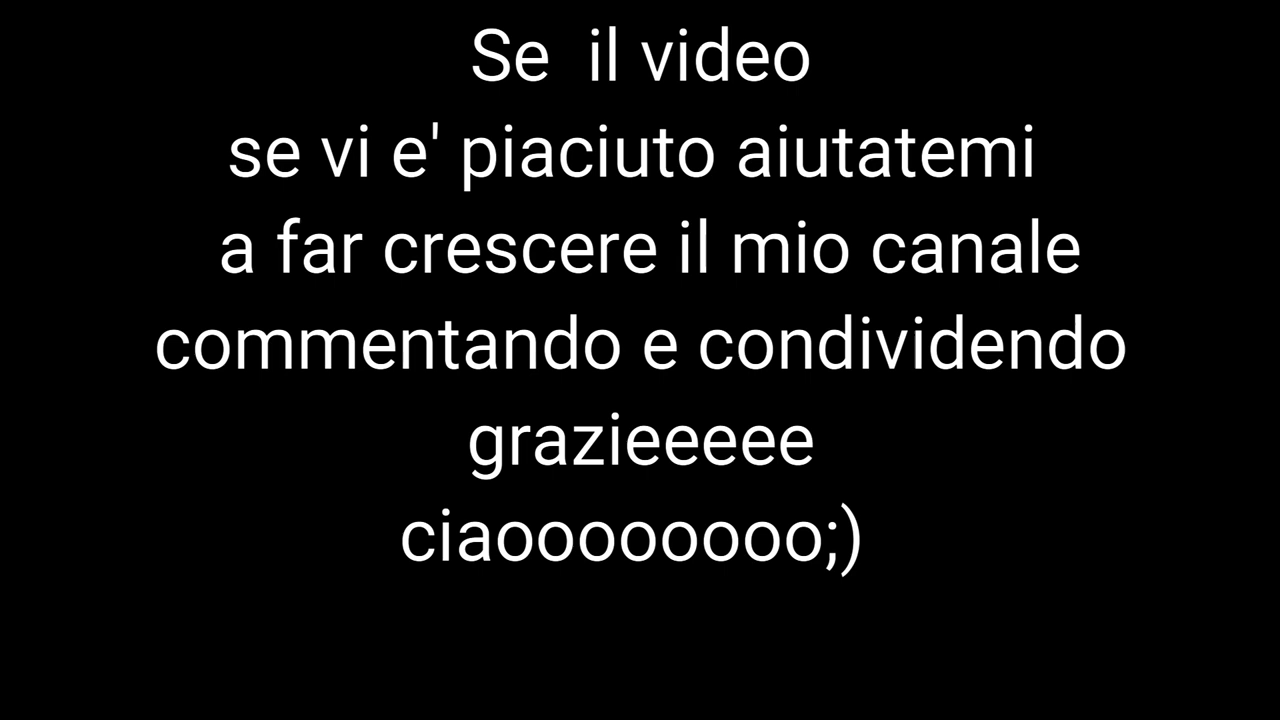 Se  il video
se vi e' piaciuto aiutatemi
a far crescere il mio canale
commentando e condividendo
grazieeeee
ciaoooooooo;)